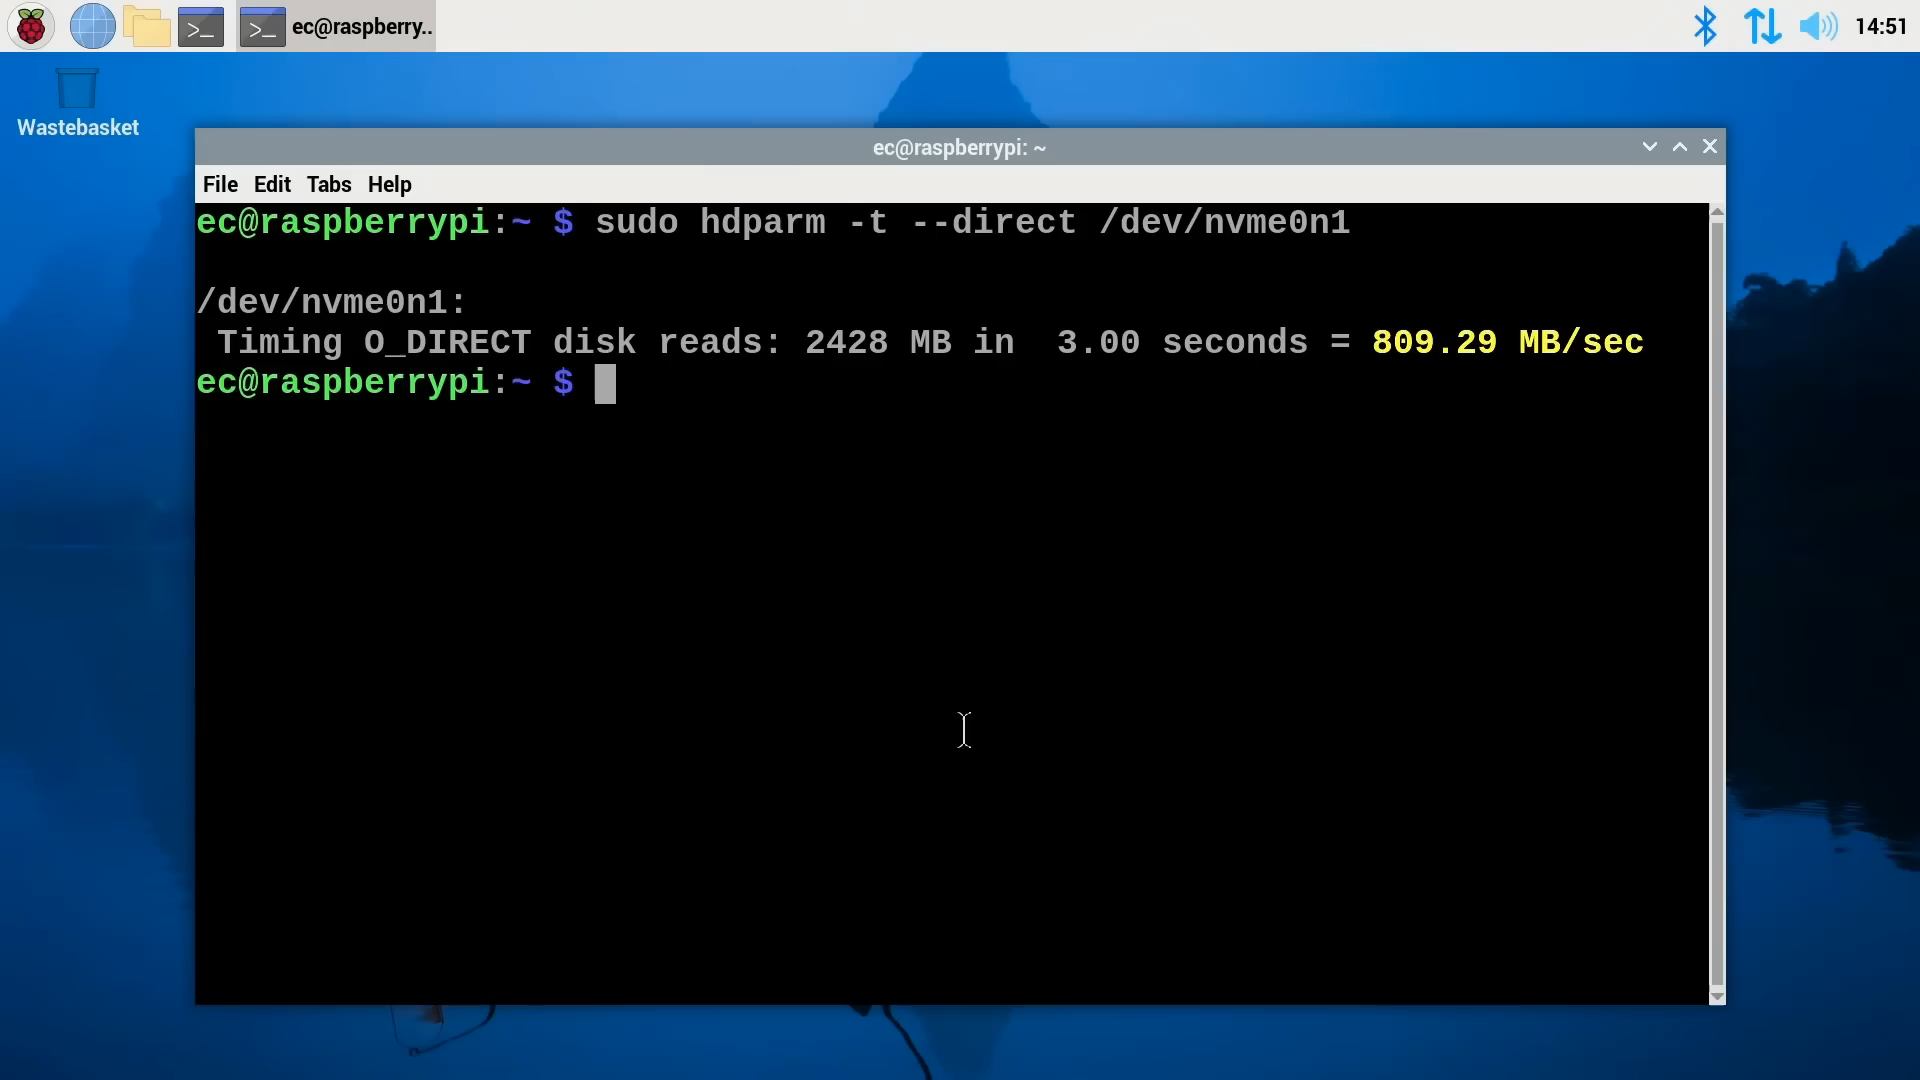 ec@raspberry..
14:51
Wastebasket
ec@raspberrypi: ~
File Edit Tabs Help
ec@raspberrypi:~ $ sudo hdparm -t --direct /dev/nvme0n1
/dev/nvme0n1:
Timing O_DIRECT disk reads: 2428 MB in  3.00 seconds = 809.29 MB/sec
ec@raspberrypi:~ $